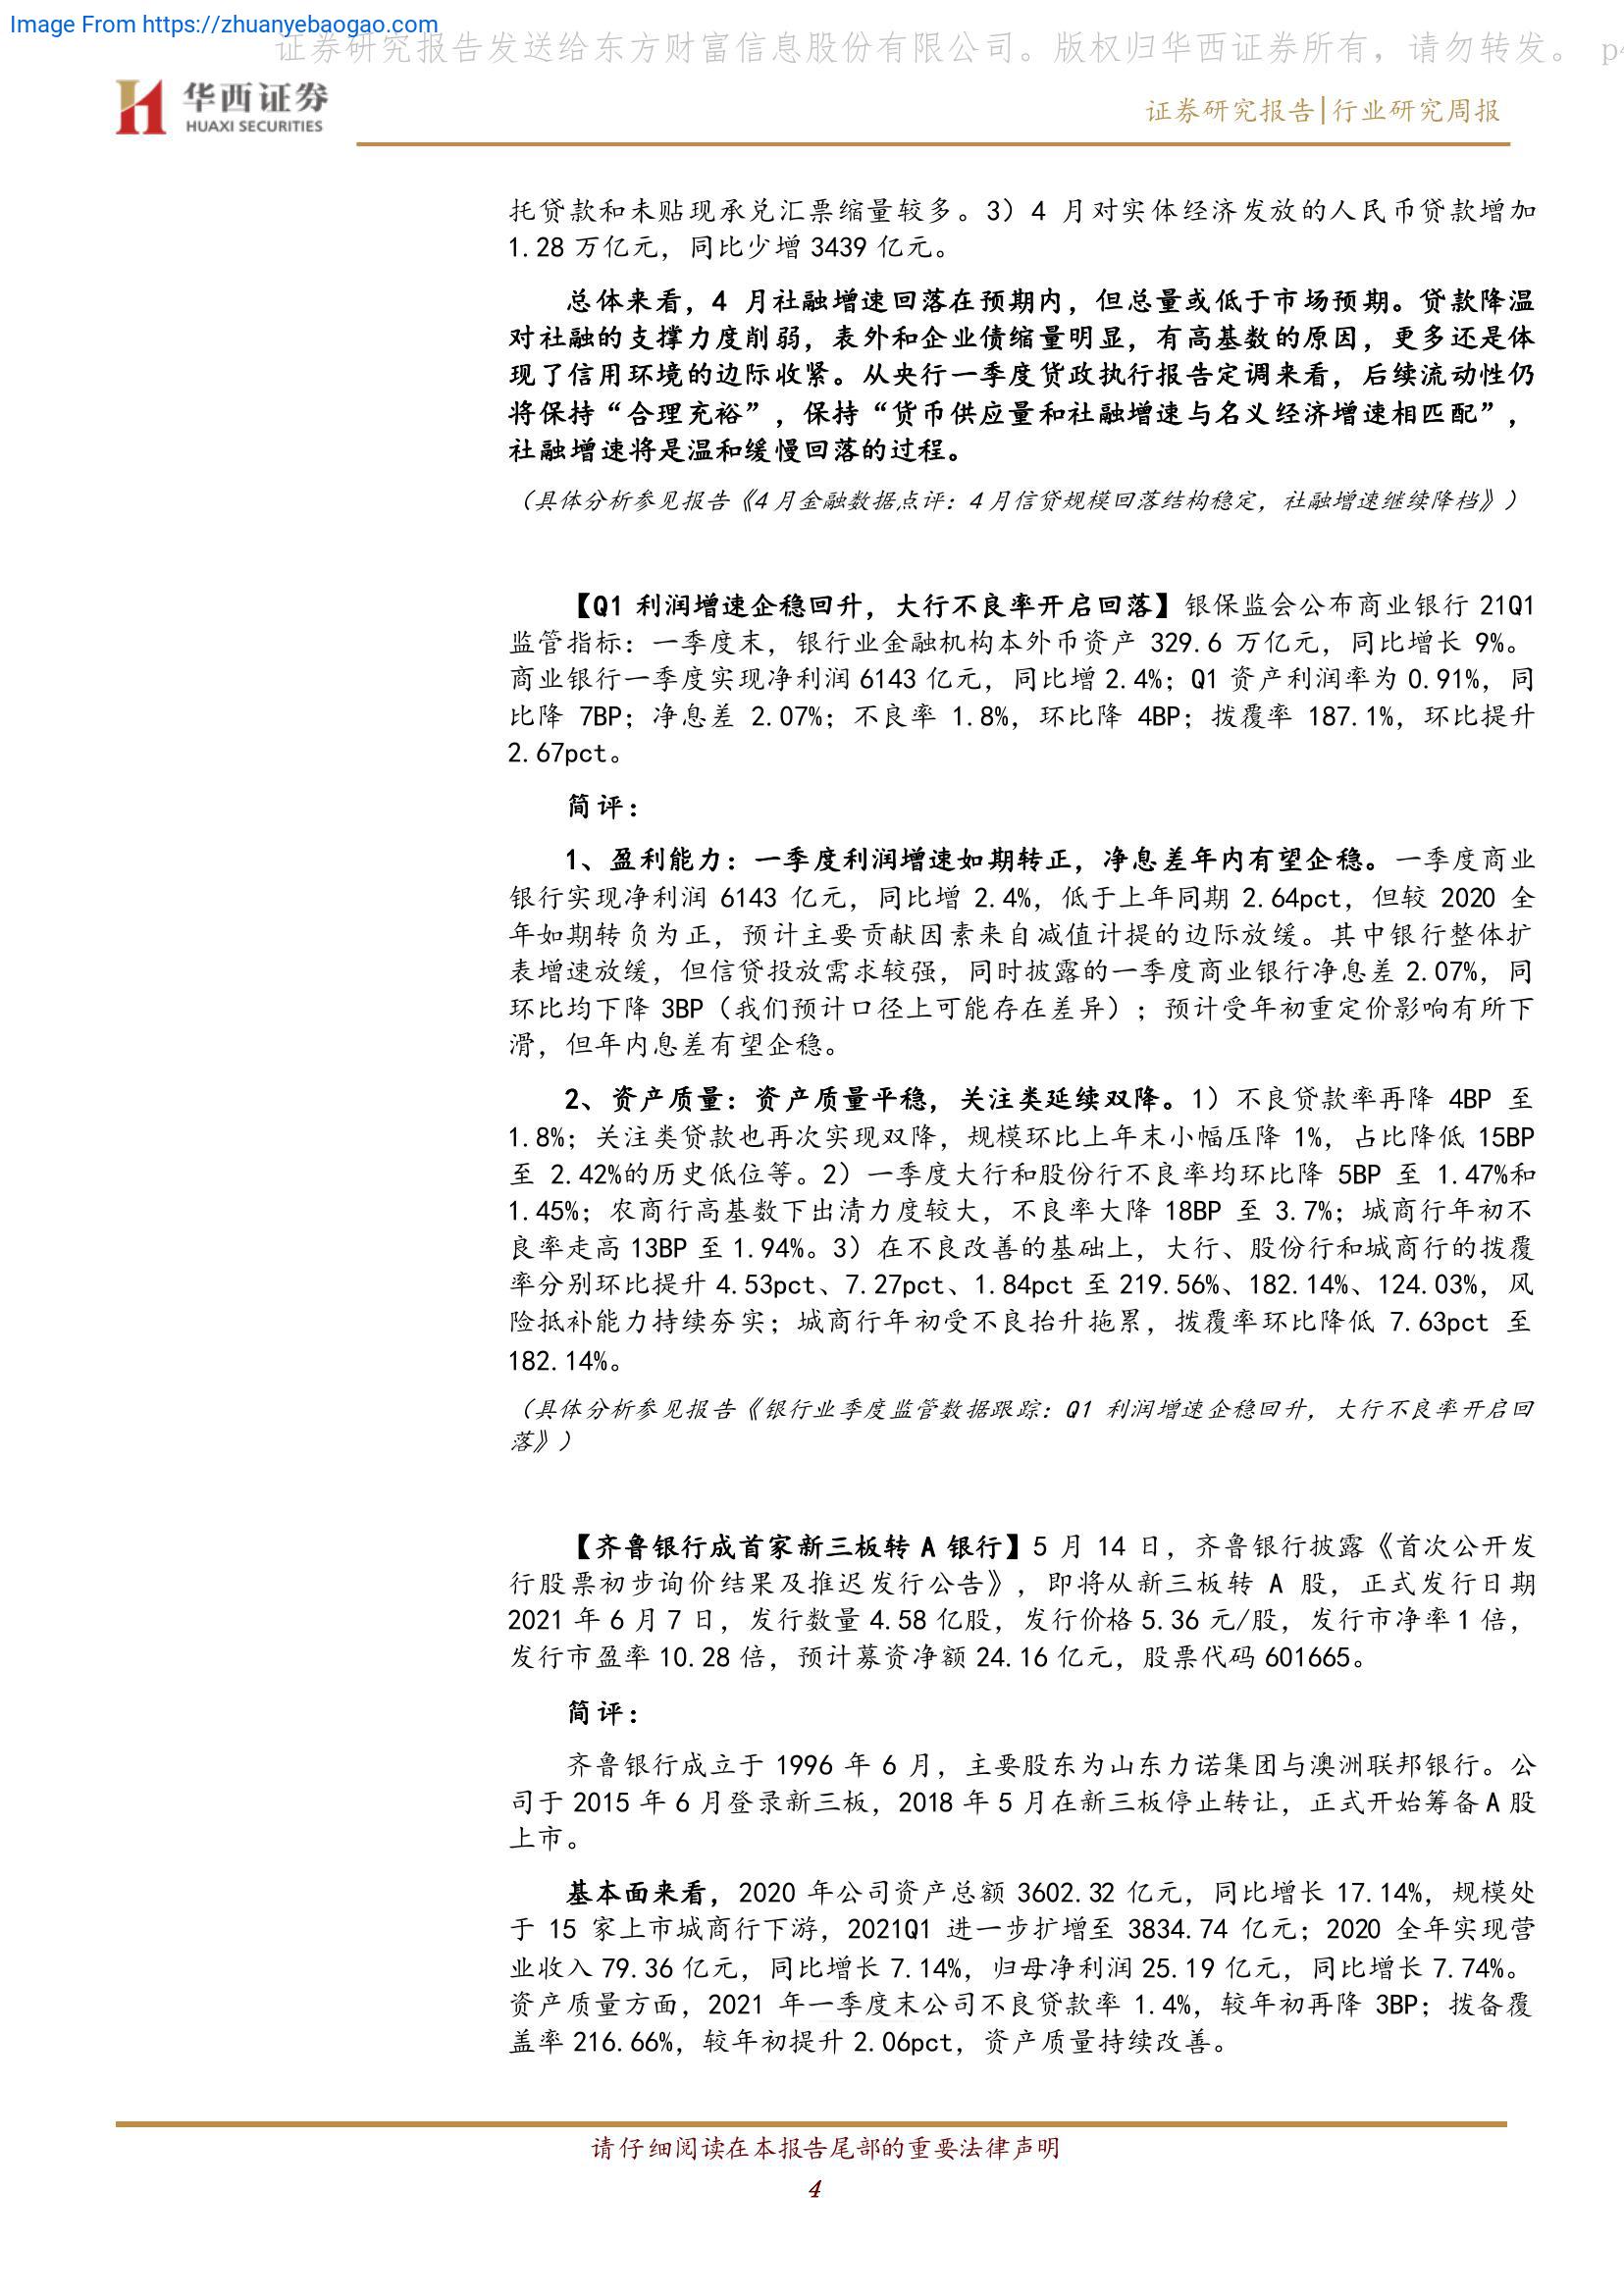 Image From https://zhuanyebaogao.com
证券研究报告发送给东方财富信息股份有限公司。版权归华西证券所有，请勿转发。 p4
华西证券
HUAXI SECURITIES
证券研究报告|行业研究周报
托贷款和未贴现承兑汇票缩量较多。3）4 月对实体经济发放的人民币贷款增加
1.28 万亿元，同比少增 3439 亿元。
总体来看，4 月社融增速回落在预期内，但总量或低于市场预期。贷款降温
对社融的支撑力度削弱，表外和企业债缩量明显，有高基数的原因，更多还是体
现了信用环境的边际收紧。从央行一季度货政执行报告定调来看，后续流动性仍
将保持“合理充裕”，保持“货币供应量和社融增速与名义经济增速相匹配”，
社融增速将是温和缓慢回落的过程。
（具体分析参见报告《4 月金融数据点评：4 月信贷规模回落结构稳定，社融增速继续降档》）
【Q1 利润增速企稳回升，大行不良率开启回落】银保监会公布商业银行 21Q1
监管指标：一季度末，银行业金融机构本外币资产 329.6 万亿元，同比增长 9%。
商业银行一季度实现净利润 6143 亿元，同比增 2.4%；Q1 资产利润率为 0.91%，同
比降 7BP；净息差 2.07%；不良率 1.8%，环比降 4BP；拨覆率 187.1%，环比提升
2.67pct。
简评：
1、盈利能力：一季度利润增速如期转正，净息差年内有望企稳。一季度商业
银行实现净利润 6143 亿元，同比增 2.4%，低于上年同期 2.64pct，但较 2020 全
年如期转负为正，预计主要贡献因素来自减值计提的边际放缓。其中银行整体扩
表增速放缓，但信贷投放需求较强，同时披露的一季度商业银行净息差 2.07%，同
环比均下降 3BP（我们预计口径上可能存在差异）；预计受年初重定价影响有所下
滑，但年内息差有望企稳。
2、资产质量：资产质量平稳，关注类延续双降。1）不良贷款率再降 4BP 至
1.8%；关注类贷款也再次实现双降，规模环比上年末小幅压降 1%，占比降低 15BP
至 2.42%的历史低位等。2）一季度大行和股份行不良率均环比降 5BP 至 1.47%和
1.45%；农商行高基数下出清力度较大，不良率大降 18BP 至 3.7%；城商行年初不
良率走高 13BP 至 1.94%。3）在不良改善的基础上，大行、股份行和城商行的拨覆
率分别环比提升 4.53pct、7.27pct、1.84pct 至 219.56%、182.14%、124.03%，风
险抵补能力持续夯实；城商行年初受不良抬升拖累，拨覆率环比降低 7.63pct 至
182.14%。
（具体分析参见报告《银行业季度监管数据跟踪：Q1 利润增速企稳回升，大行不良率开启回
落》）
【齐鲁银行成首家新三板转 A 银行】5 月 14 日，齐鲁银行披露《首次公开发
行股票初步询价结果及推迟发行公告》，即将从新三板转 A 股，正式发行日期
2021 年 6 月 7 日，发行数量 4.58 亿股，发行价格 5.36 元/股，发行市净率 1 倍，
发行市盈率 10.28 倍，预计募资净额 24.16 亿元，股票代码 601665。
简评：
齐鲁银行成立于 1996 年 6 月，主要股东为山东力诺集团与澳洲联邦银行。公
司于 2015 年 6 月登录新三板，2018 年 5 月在新三板停止转让，正式开始筹备 A 股
上市。
基本面来看，2020 年公司资产总额 3602.32 亿元，同比增长 17.14%，规模处
于 15 家上市城商行下游，2021Q1 进一步扩增至 3834.74 亿元；2020 全年实现营
业收入 79.36 亿元，同比增长 7.14%，归母净利润 25.19 亿元，同比增长 7.74%。
资产质量方面，2021 年一季度末公司不良贷款率 1.4%，较年初再降 3BP；拨备覆
盖率 216.66%，较年初提升 2.06pct，资产质量持续改善。
请仔细阅读在本报告尾部的重要法律声明
4